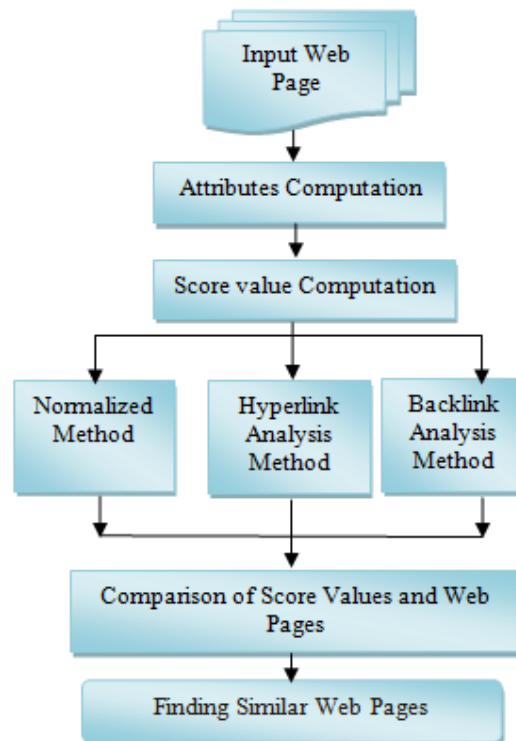 Input Web
Page
Attributes Computation
Score value Computation
Normalized
Method
Hyperlink
Analysis
Method
Backlink
Analysis
Method
Comparison of Score Values and Web
Pages
Finding Similar Web Pages